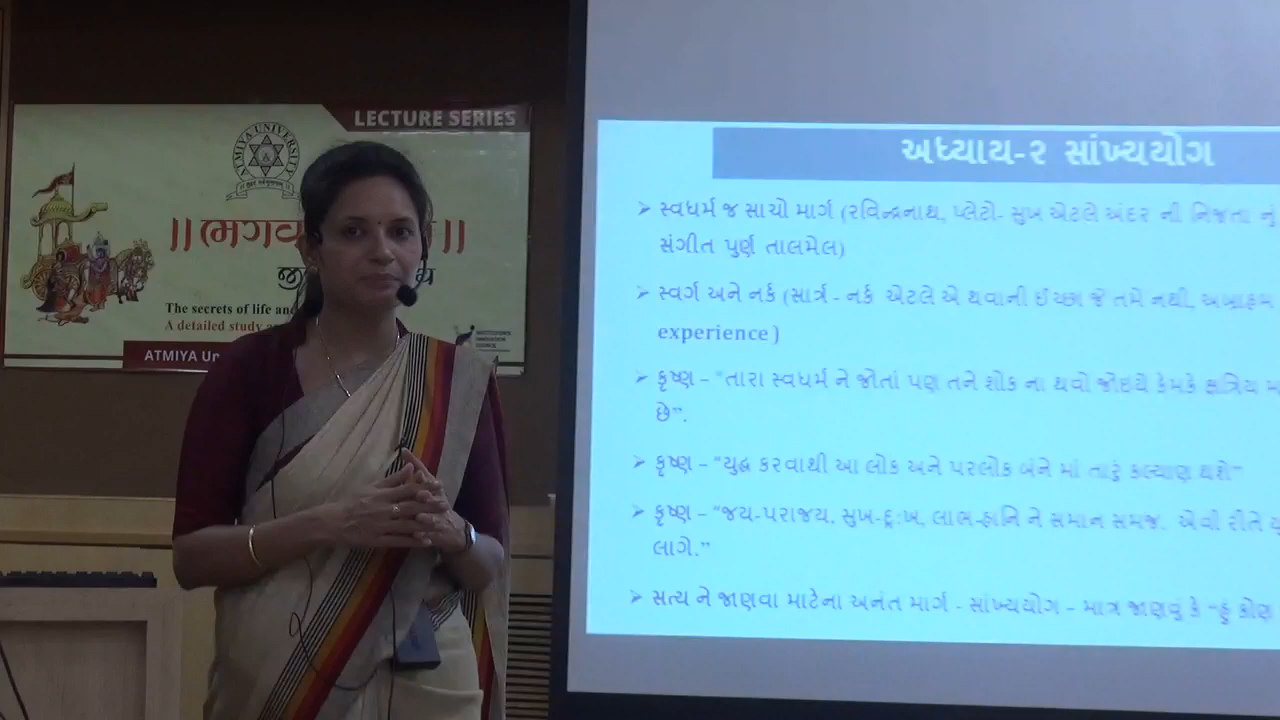 LECTURE SERIES
ATMIYA UNIVERSITY
The secrets of life and
A detailed study
ATMIYA Un
અધ્યાય-૨ સાંખ્યયોગ
➢ સ્વધર્મ જ સાચો માર્ગ (રવિન્દ્રનાથ, પ્લેટો- સુખ એટલે અંદર ની નિજતા નું
સંગીત પુર્ણ તાલમેલ)
➢ સ્વર્ગ અને નર્ક (સાર્ત્ર - નર્ક એટલે એ થવાની ઈચ્છા જે તમે નથી, અબ્રાહમ
experience)
➢ કૃષ્ણ – “તારા સ્વધર્મ ને જોતાં પણ તને શોક ના થવો જોઇયે કેમકે ક્ષત્રિય
છે”.
➢ કૃષ્ણ – “યુદ્ધ કરવાથી આ લોક અને પરલોક બંને માં તારું કલ્યાણ થશે”
➢ કૃષ્ણ – “જય-પરાજય, સુખ-દુ:ખ, લાભ-હાનિ ને સમાન સમજ. એવી રીતે
લાગે.”
➢ સત્ય ને જાણવા માટેના અનંત માર્ગ - સાંખ્યયોગ – માત્ર જાણવું કે “હું કોણ